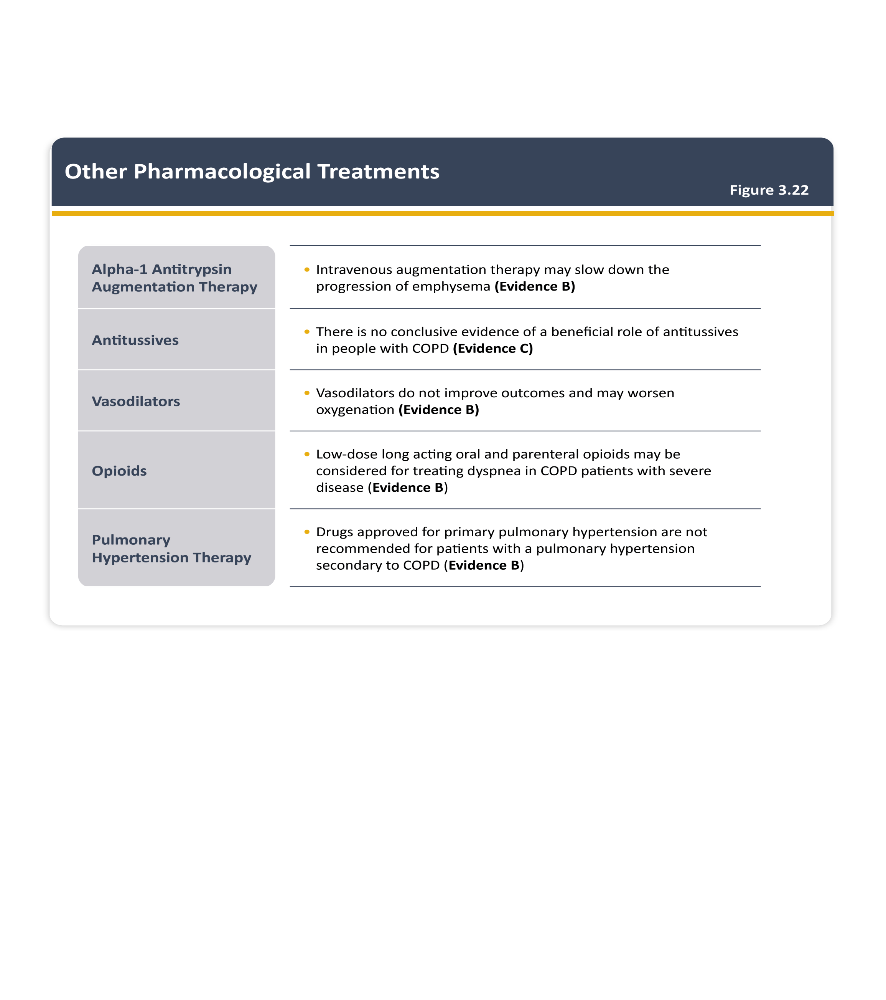 Other Pharmacological Treatments
Figure 3.22
Alpha-1 Antitrypsin
Augmentation Therapy
• Intravenous augmentation therapy may slow down the
progression of emphysema (Evidence B)
Antitussives
• There is no conclusive evidence of a beneficial role of antitussives
in people with COPD (Evidence C)
Vasodilators
• Vasodilators do not improve outcomes and may worsen
oxygenation (Evidence B)
Opioids
• Low-dose long acting oral and parenteral opioids may be
considered for treating dyspnea in COPD patients with severe
disease (Evidence B)
Pulmonary
Hypertension Therapy
• Drugs approved for primary pulmonary hypertension are not
recommended for patients with a pulmonary hypertension
secondary to COPD (Evidence B)